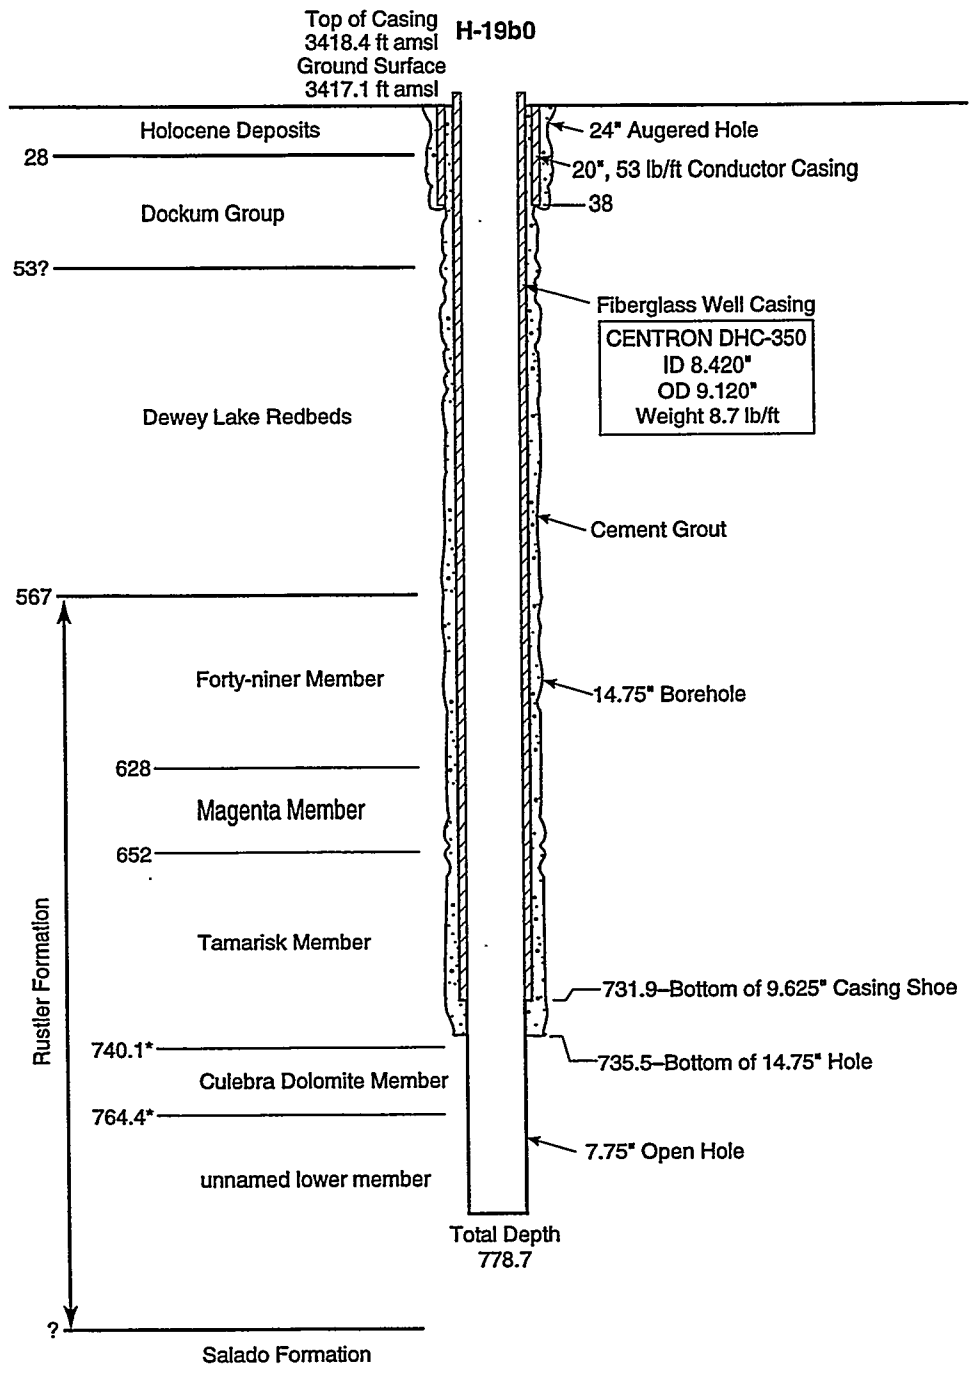 Top of Casing
3418.4 ft amsl
H-19b0
Ground Surface
3417.1 ft amsl
Holocene Deposits
24" Augered Hole
28
20", 53 lb/ft Conductor Casing
38
Dockum Group
53?
Fiberglass Well Casing
CENTRON DHC-350
ID 8.420"
OD 9.120"
Weight 8.7 lb/ft
Dewey Lake Redbeds
Cement Grout
567
Forty-niner Member
14.75" Borehole
628
Magenta Member
652
Tamarisk Member
Rustler Formation
731.9–Bottom of 9.625" Casing Shoe
740.1*
735.5–Bottom of 14.75" Hole
Culebra Dolomite Member
764.4*
7.75" Open Hole
unnamed lower member
Total Depth
778.7
?
Salado Formation